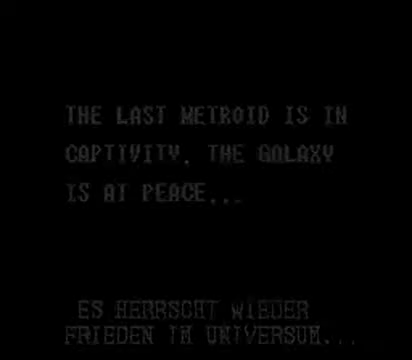 THE LAST METROID IS IN
CAPTIVITY. THE GALAXY
IS AT PEACE...
ES HERRSCHT WIEDER
FRIEDEN IM UNIVERSUM...